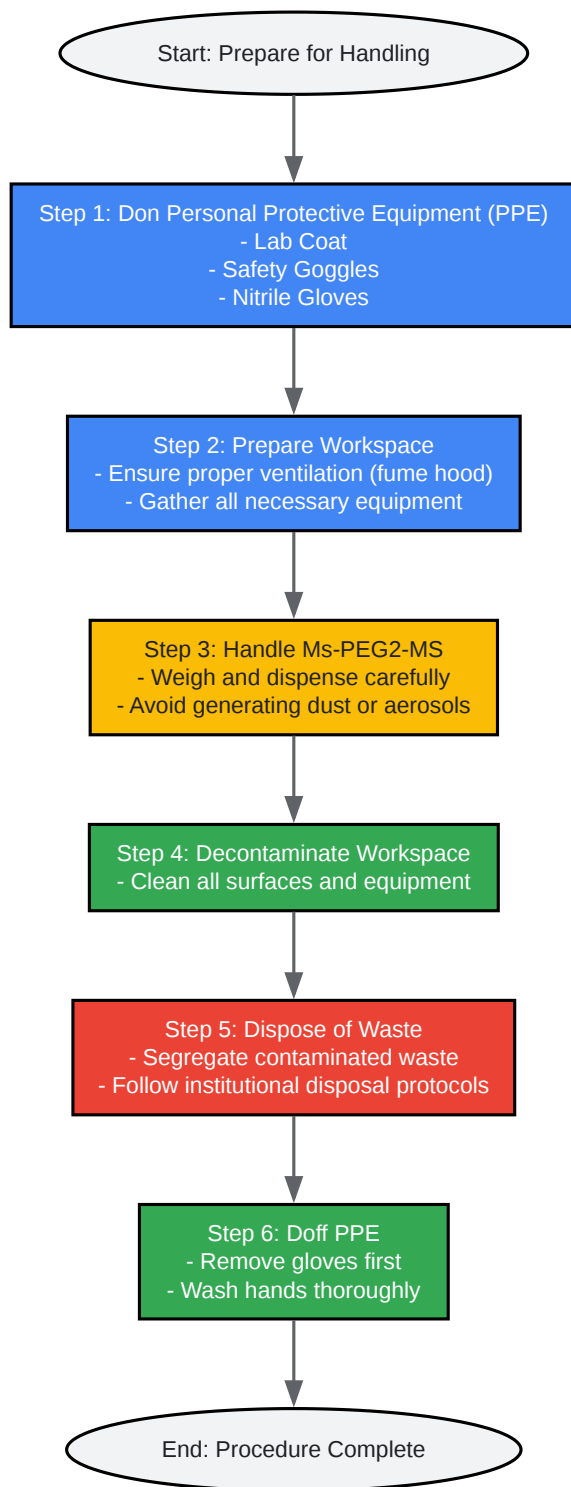 Start: Prepare for Handling
Step 1: Don Personal Protective Equipment (PPE)
- Lab Coat
- Safety Goggles
- Nitrile Gloves
Step 2: Prepare Workspace
- Ensure proper ventilation (fume hood)
- Gather all necessary equipment
Step 3: Handle Ms-PEG2-MS
- Weigh and dispense carefully
- Avoid generating dust or aerosols
Step 4: Decontaminate Workspace
- Clean all surfaces and equipment
Step 5: Dispose of Waste
- Segregate contaminated waste
- Follow institutional disposal protocols
Step 6: Doff PPE
- Remove gloves first
- Wash hands thoroughly
End: Procedure Complete